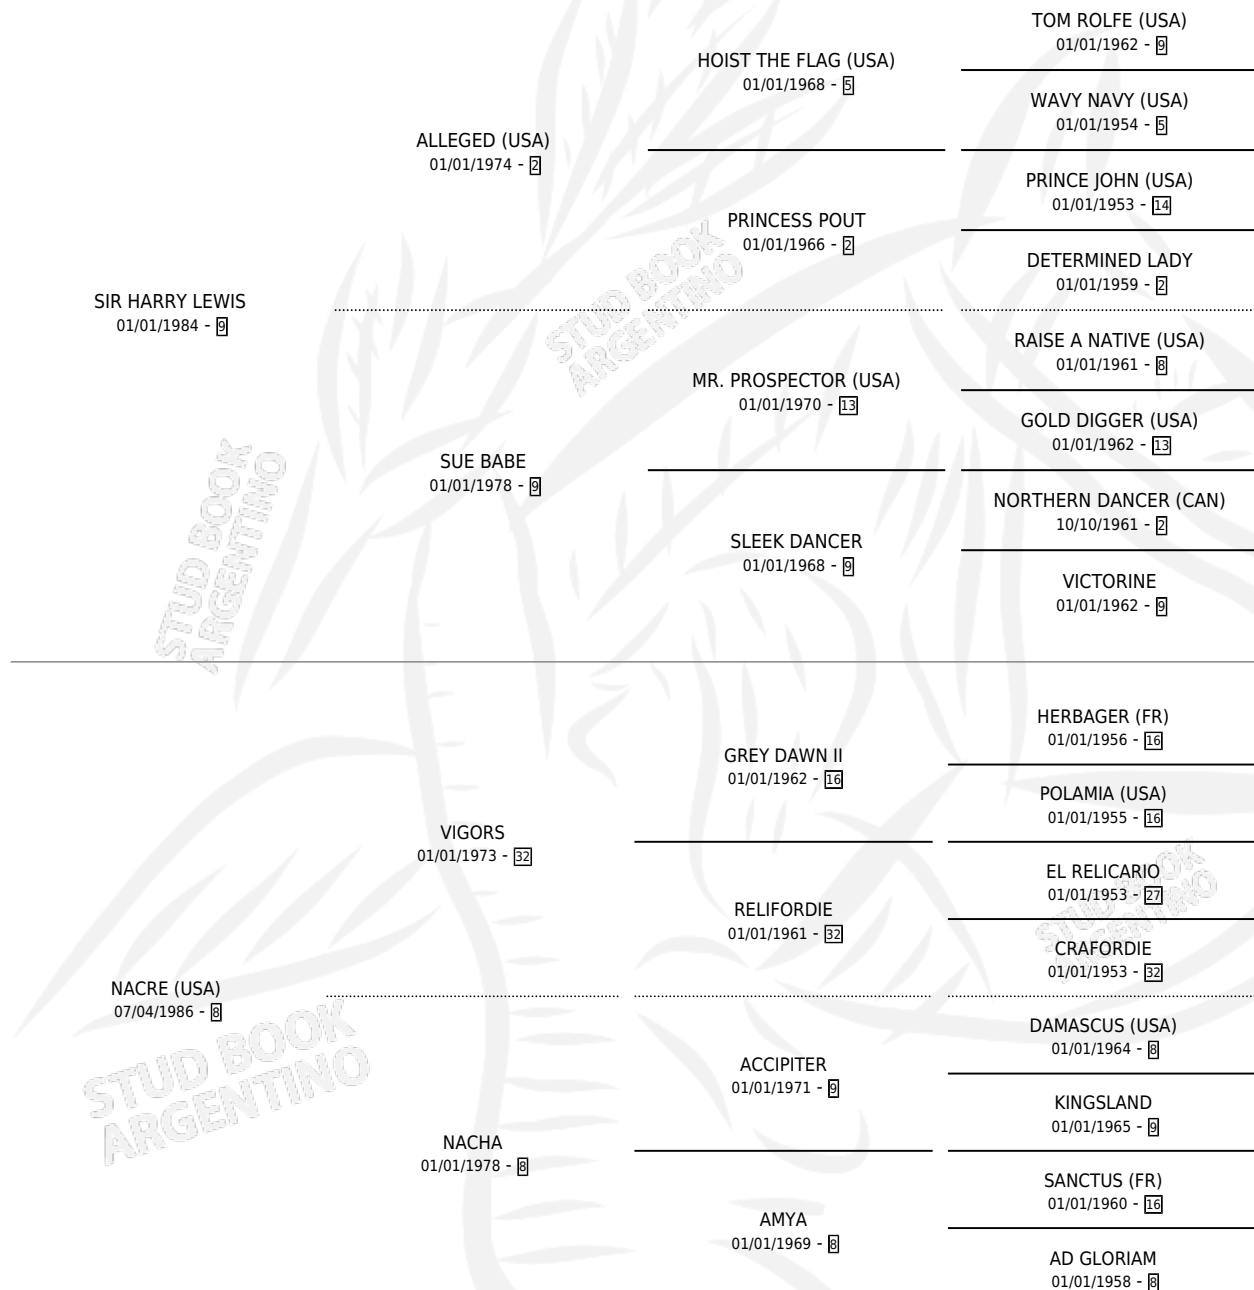 TOM ROLFE (USA)
01/01/1962 - 9
HOIST THE FLAG (USA)
01/01/1968 - 5
WAVY NAVY (USA)
01/01/1954 - 5
ALLEGED (USA)
01/01/1974 - 2
PRINCE JOHN (USA)
01/01/1953 - 14
PRINCESS POUT
01/01/1966 - 2
DETERMINED LADY
01/01/1959 - 2
SIR HARRY LEWIS
01/01/1984 - 9
STUD BOOK
ARGENTINO
RAISE A NATIVE (USA)
01/01/1961 - 8
MR. PROSPECTOR (USA)
01/01/1970 - 13
GOLD DIGGER (USA)
01/01/1962 - 13
SUE BABE
01/01/1978 - 9
NORTHERN DANCER (CAN)
10/10/1961 - 2
SLEEK DANCER
01/01/1968 - 9
VICTORINE
01/01/1962 - 9
STUD BOOK
ARGENTINO
HERBAGER (FR)
01/01/1956 - 16
GREY DAWN II
01/01/1962 - 16
POLAMIA (USA)
01/01/1955 - 16
VIGORS
01/01/1973 - 32
EL RELICARIO
01/01/1953 - 27
RELIFORDIE
01/01/1961 - 32
STUD BOOK
ARGENTINO
CRAFORDIE
01/01/1953 - 32
NACRE (USA)
07/04/1986 - 8
STUD BOOK
ARGENTINO
DAMASCUS (USA)
01/01/1964 - 8
ACCIPITER
01/01/1971 - 9
KINGSLAND
01/01/1965 - 9
NACHA
01/01/1978 - 8
SANCTUS (FR)
01/01/1960 - 16
AMYA
01/01/1969 - 8
AD GLORIAM
01/01/1958 - 8